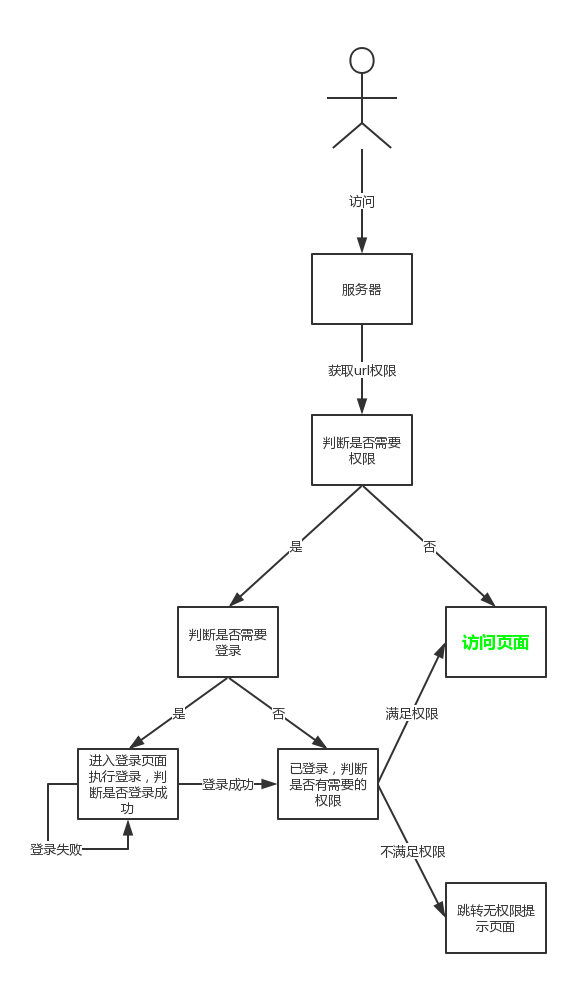 访问
服务器
获取url权限
判断是否需要
权限
是
否
判断是否需要
登录
访问页面
是
否
满足权限
进入登录页面
执行登录，判
断是否登录成
功
登录成功
已登录，判断
是否有需要的
权限
登录失败
不满足权限
跳转无权限提
示页面